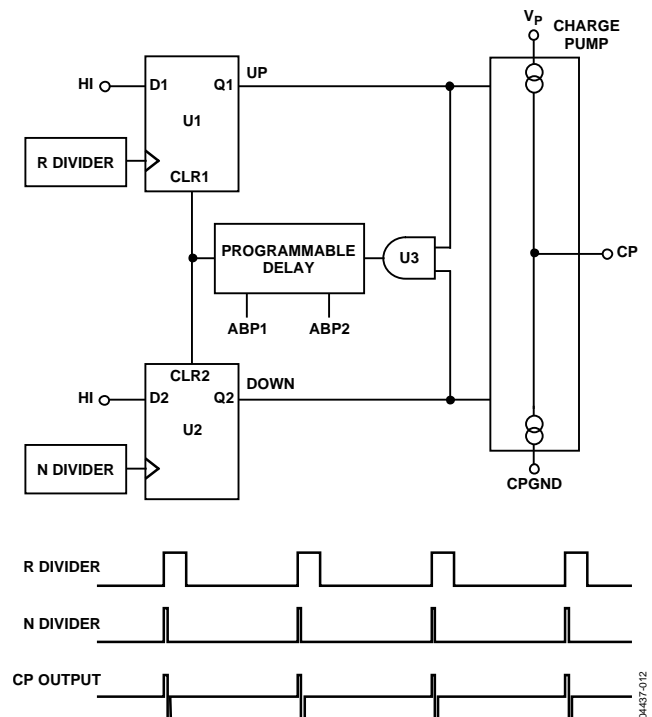 VP
CHARGE
PUMP
UP
HI
D1
Q1
U1
R DIVIDER
CLR1
PROGRAMMABLE
DELAY
U3
CP
ABP1
ABP2
CLR2
DOWN
HI
D2
Q2
U2
N DIVIDER
CPGND
R DIVIDER
N DIVIDER
CP OUTPUT
04437-012